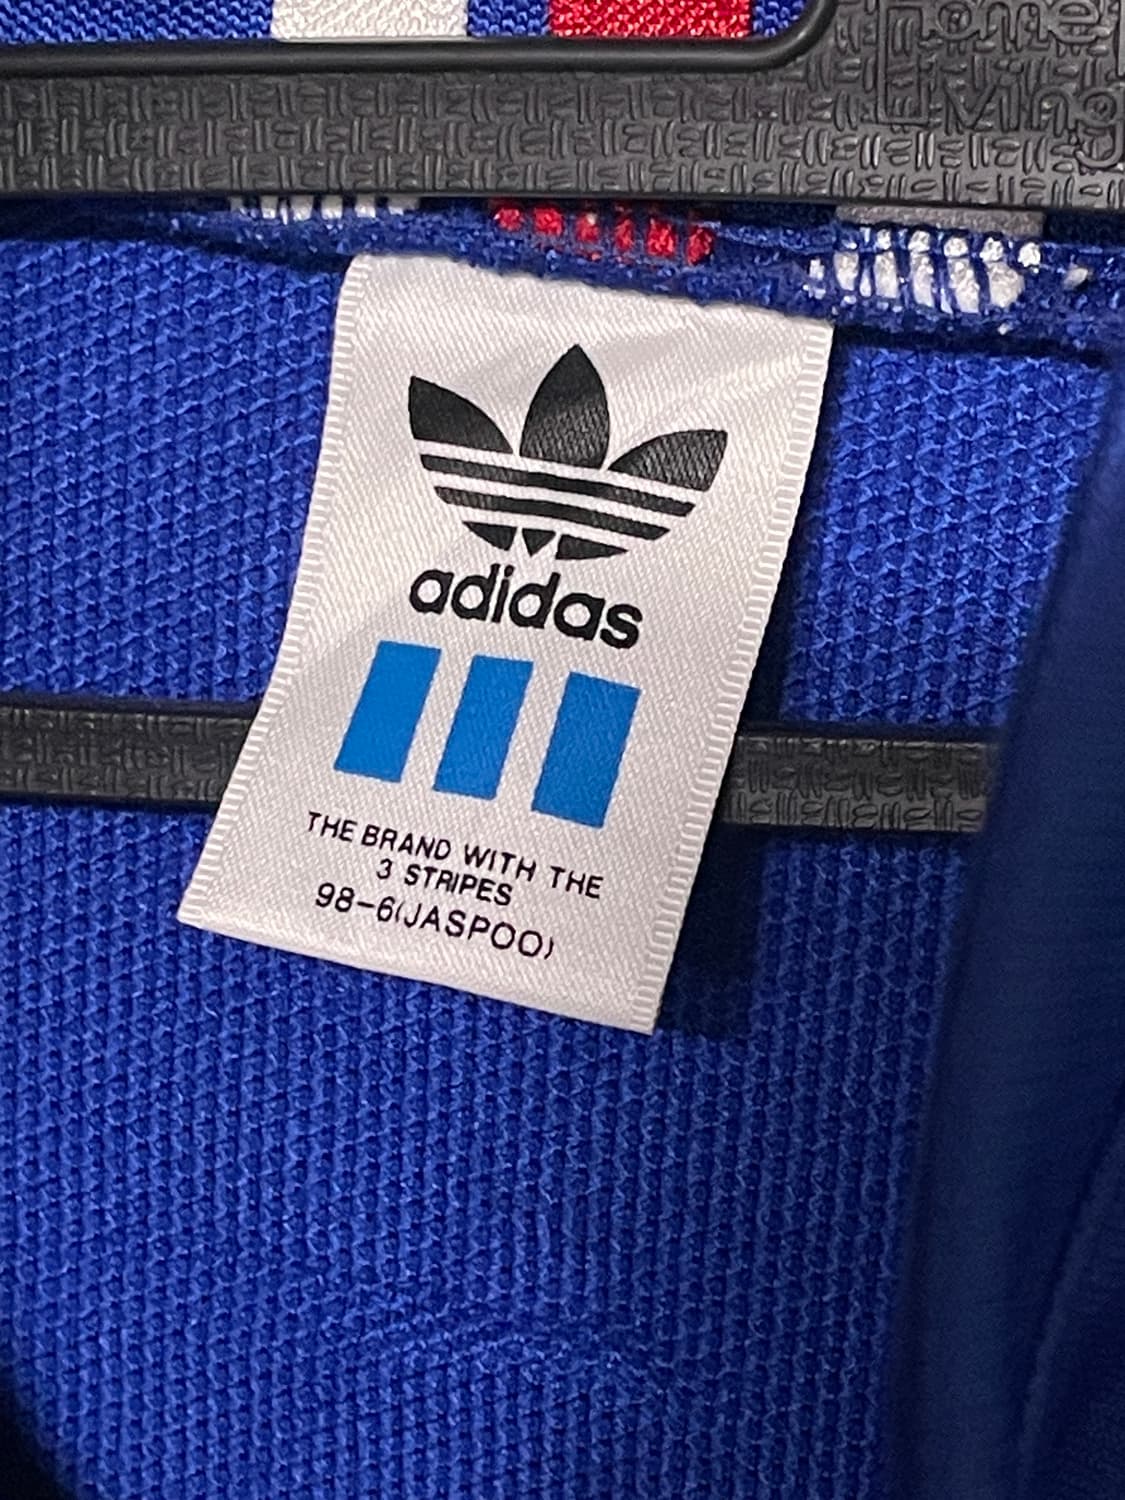 adidas
THE BRAND WITH THE
3 STRIPES
98-6(JASPOO)